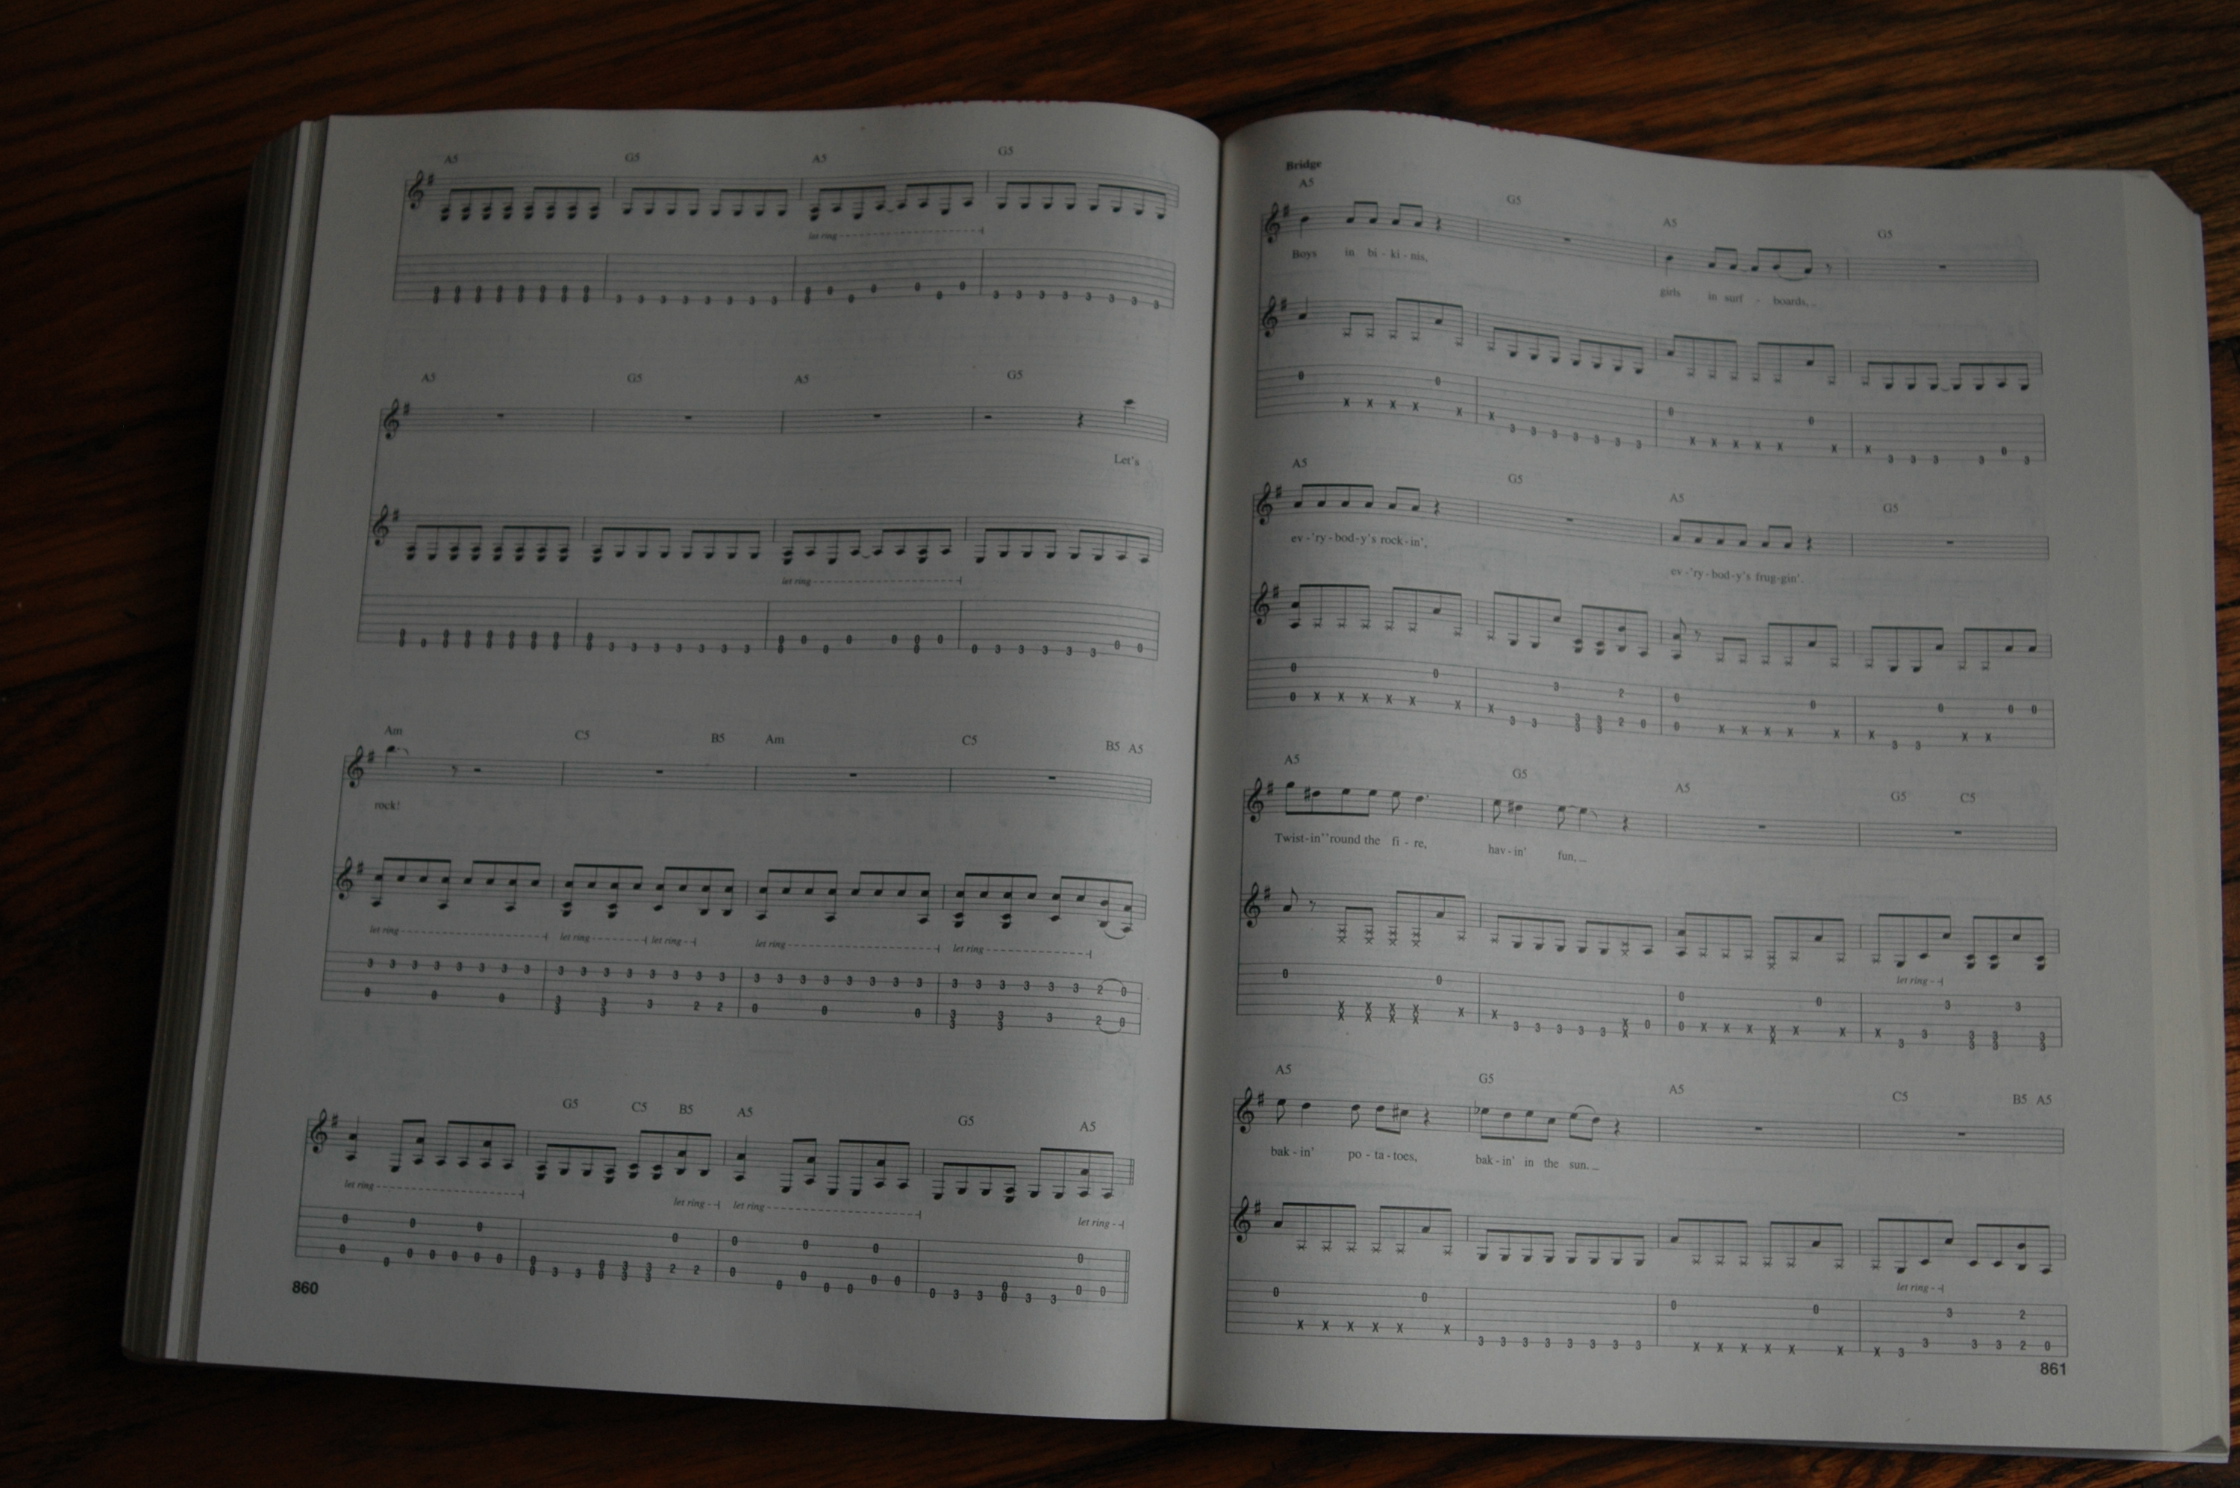 A5 G5 A5 G5
let ring
A5 G5 A5 G5
Let's
let ring
Am C5 B5 Am C5 B5 A5
rock!
let ring let ring let ring let ring let ring
G5 C5 B5 A5 G5 A5
let ring let ring let ring let ring let ring
860
Bridge
A5 G5 A5 G5
Boys in bi - ki - nis, girls in surf - boards,
A5 G5 A5 G5
ev - 'ry - bod - y's rock - in', ev - 'ry - bod - y's frug - gin'.
A5 G5 A5 G5 C5
Twist - in' 'round the fi - re, hav - in' fun,
let ring
A5 G5 A5 C5 B5 A5
bak - in' po - ta - toes, bak - in' in the sun.
let ring
861